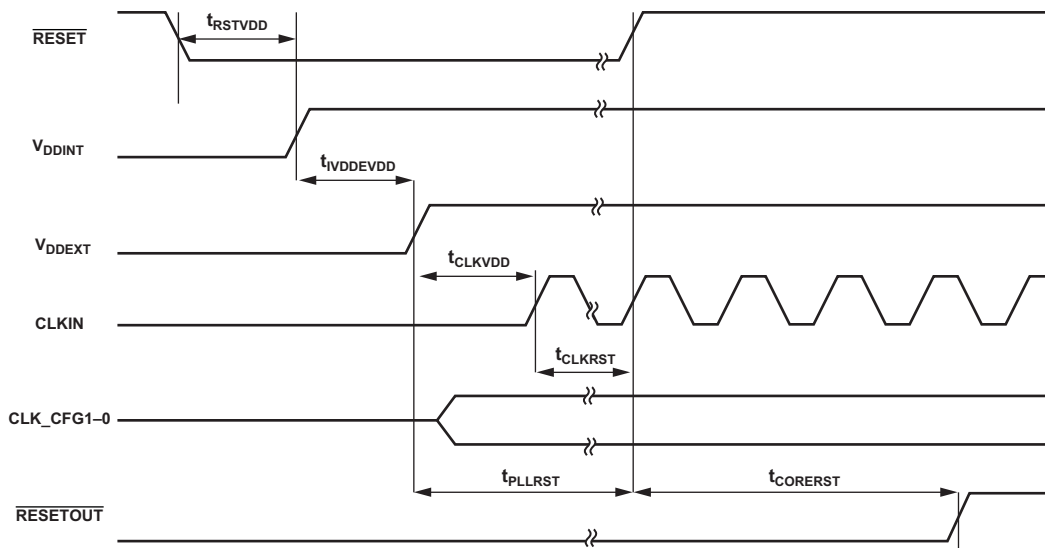 RESET
tRSTVDD
VDDINT
tIVDDEVDD
VDDEXT
tCLKVDD
CLKIN
tCLKRST
CLK_CFG1–0
tPLLRST
tCORERST
RESETOUT